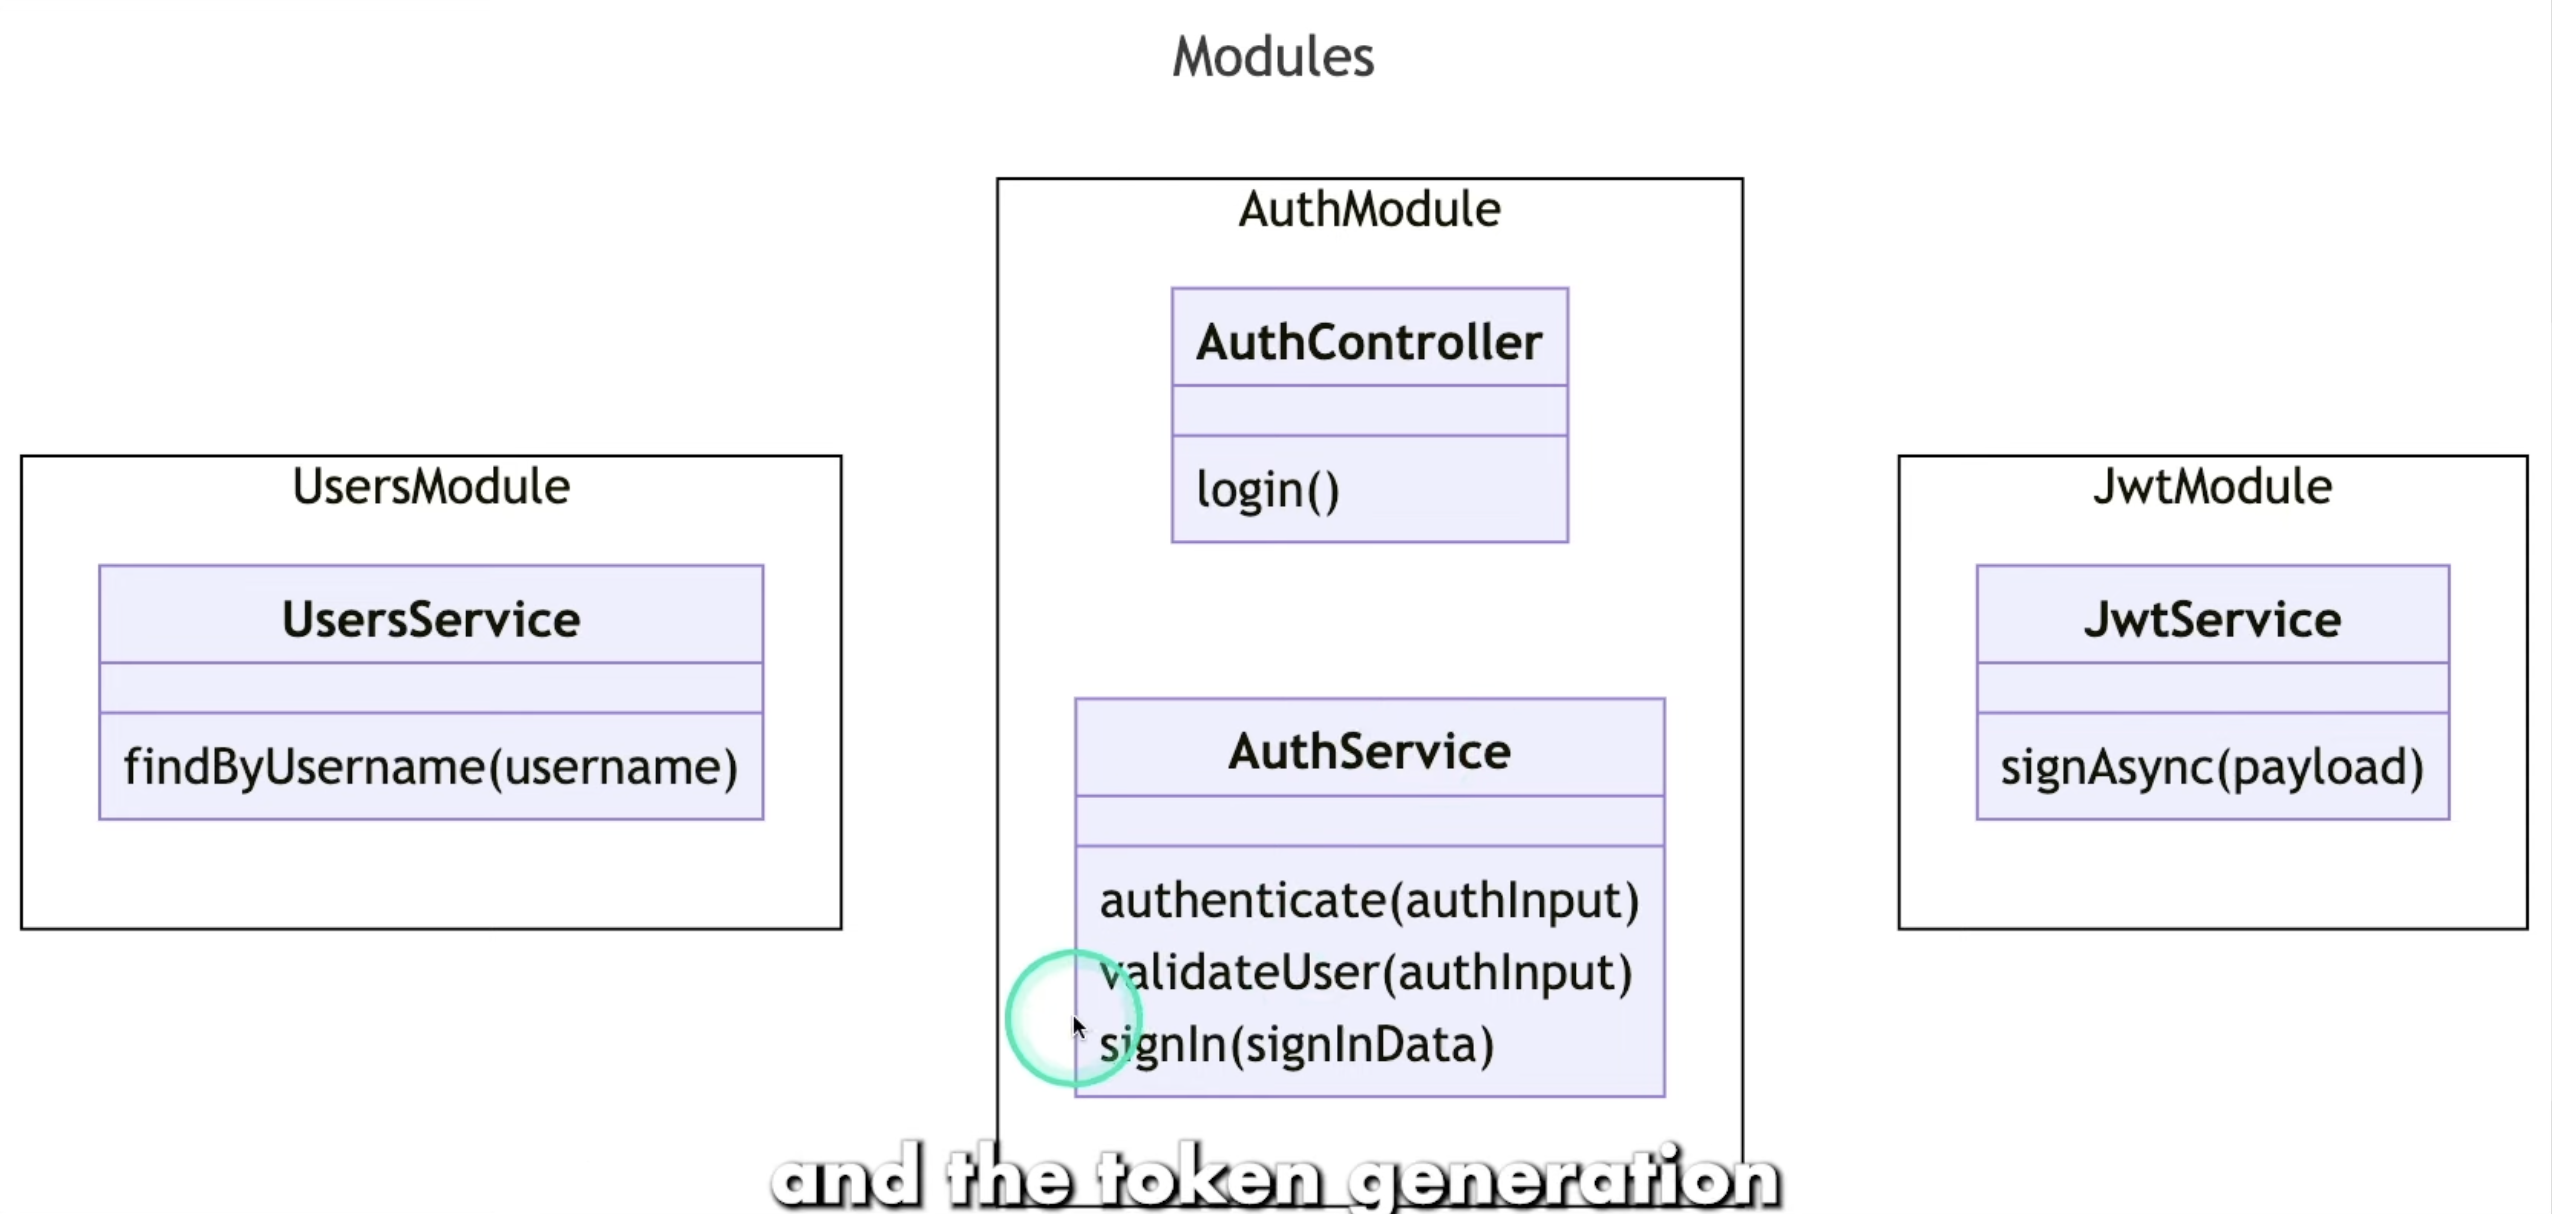 Modules
AuthModule
AuthController
login()
UsersModule
UsersService
findByUsername(username)
AuthService
authenticate(authInput)
validateUser(authInput)
signIn(signInData)
JwtModule
JwtService
signAsync(payload)
and the token generation